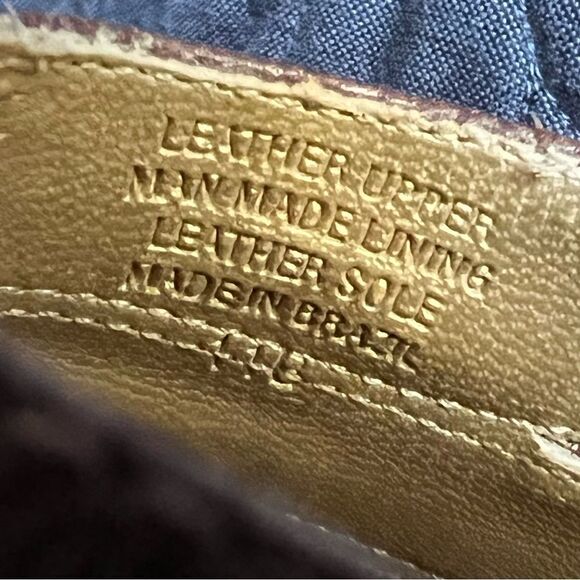 LEATHER UPPER
MAN MADE LINING
LEATHER SOLE
MADE IN BRAZIL